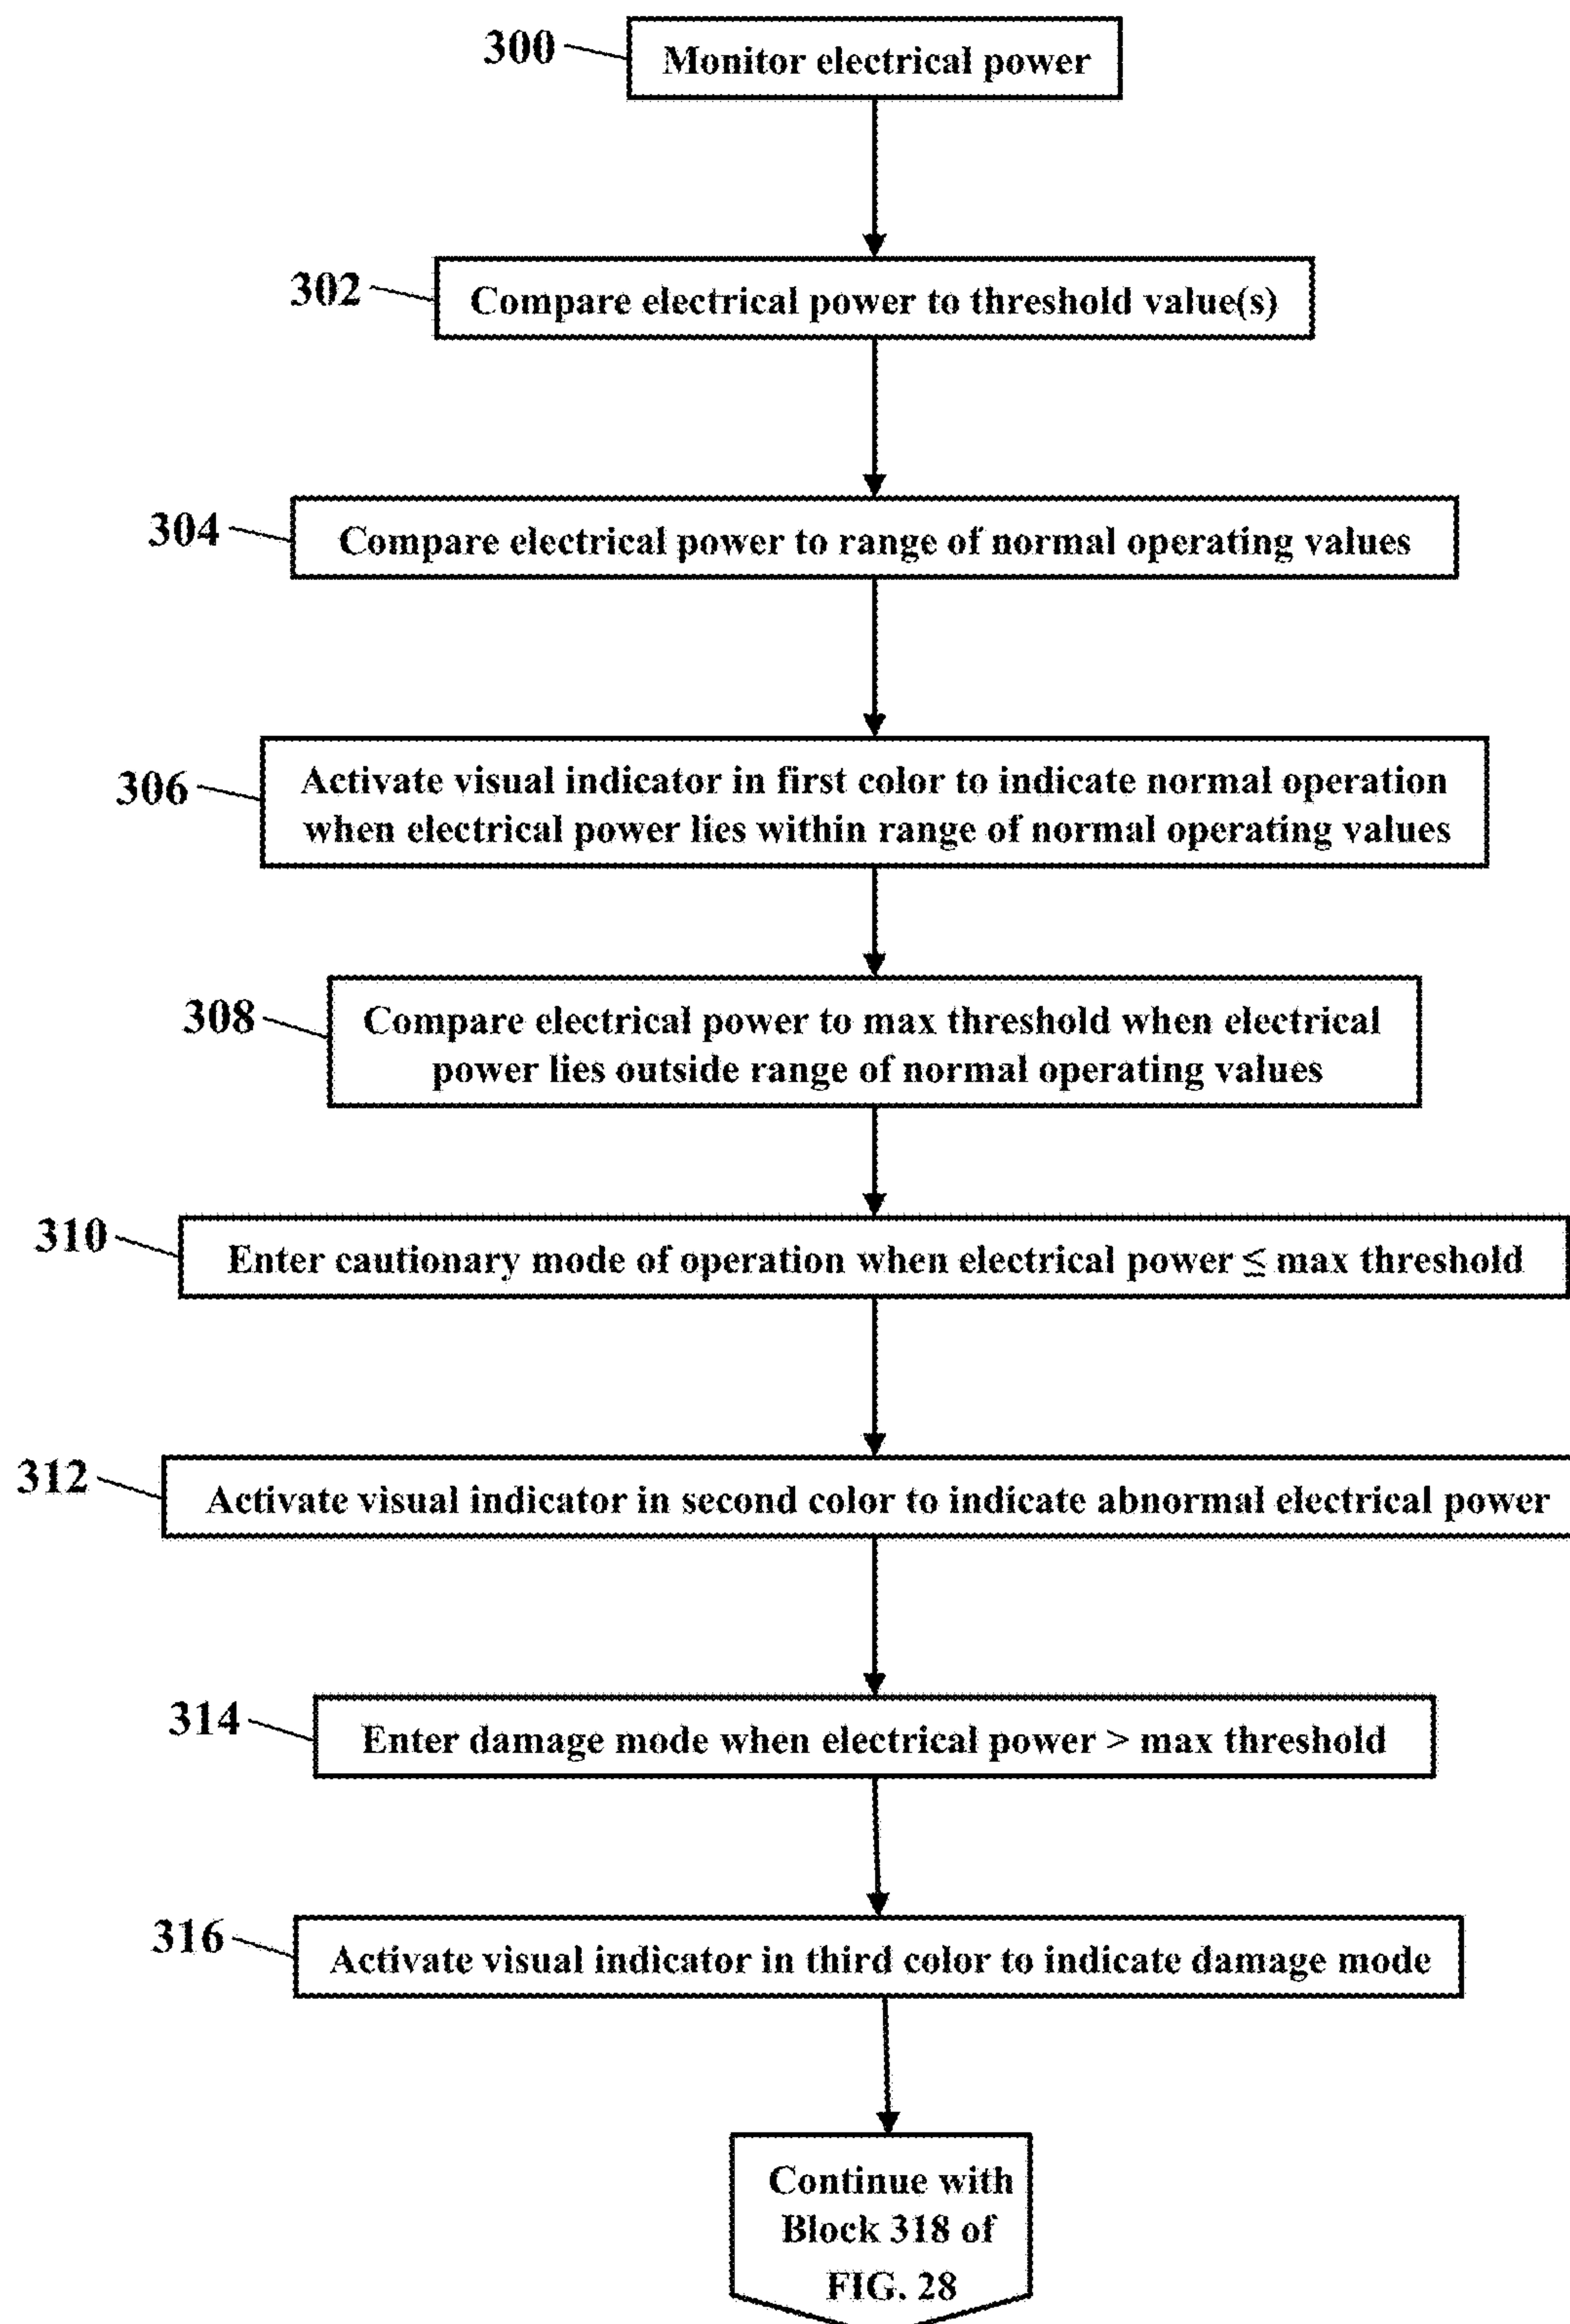 300
Monitor electrical power
302
Compare electrical power to threshold value(s)
304
Compare electrical power to range of normal operating values
306
Activate visual indicator in first color to indicate normal operation
when electrical power lies within range of normal operating values
308
Compare electrical power to max threshold when electrical
power lies outside range of normal operating values
310
Enter cautionary mode of operation when electrical power ≤ max threshold
312
Activate visual indicator in second color to indicate abnormal electrical power
314
Enter damage mode when electrical power > max threshold
316
Activate visual indicator in third color to indicate damage mode
Continue with
Block 318 of
FIG. 28